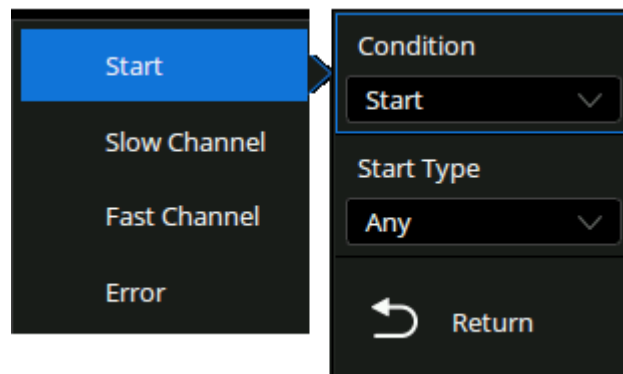 Start
Slow Channel
Fast Channel
Error
Condition
Start
Start Type
Any
Return